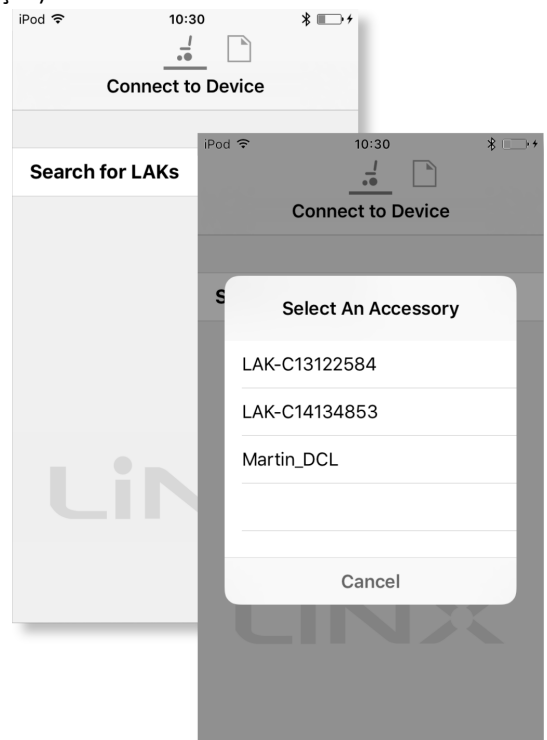 iPod 10:30
Connect to Device
Search for LAKs
LiNX
iPod 10:30
Connect to Device
S
Select An Accessory
LAK-C13122584
LAK-C14134853
Martin_DCL
Cancel
LiNX